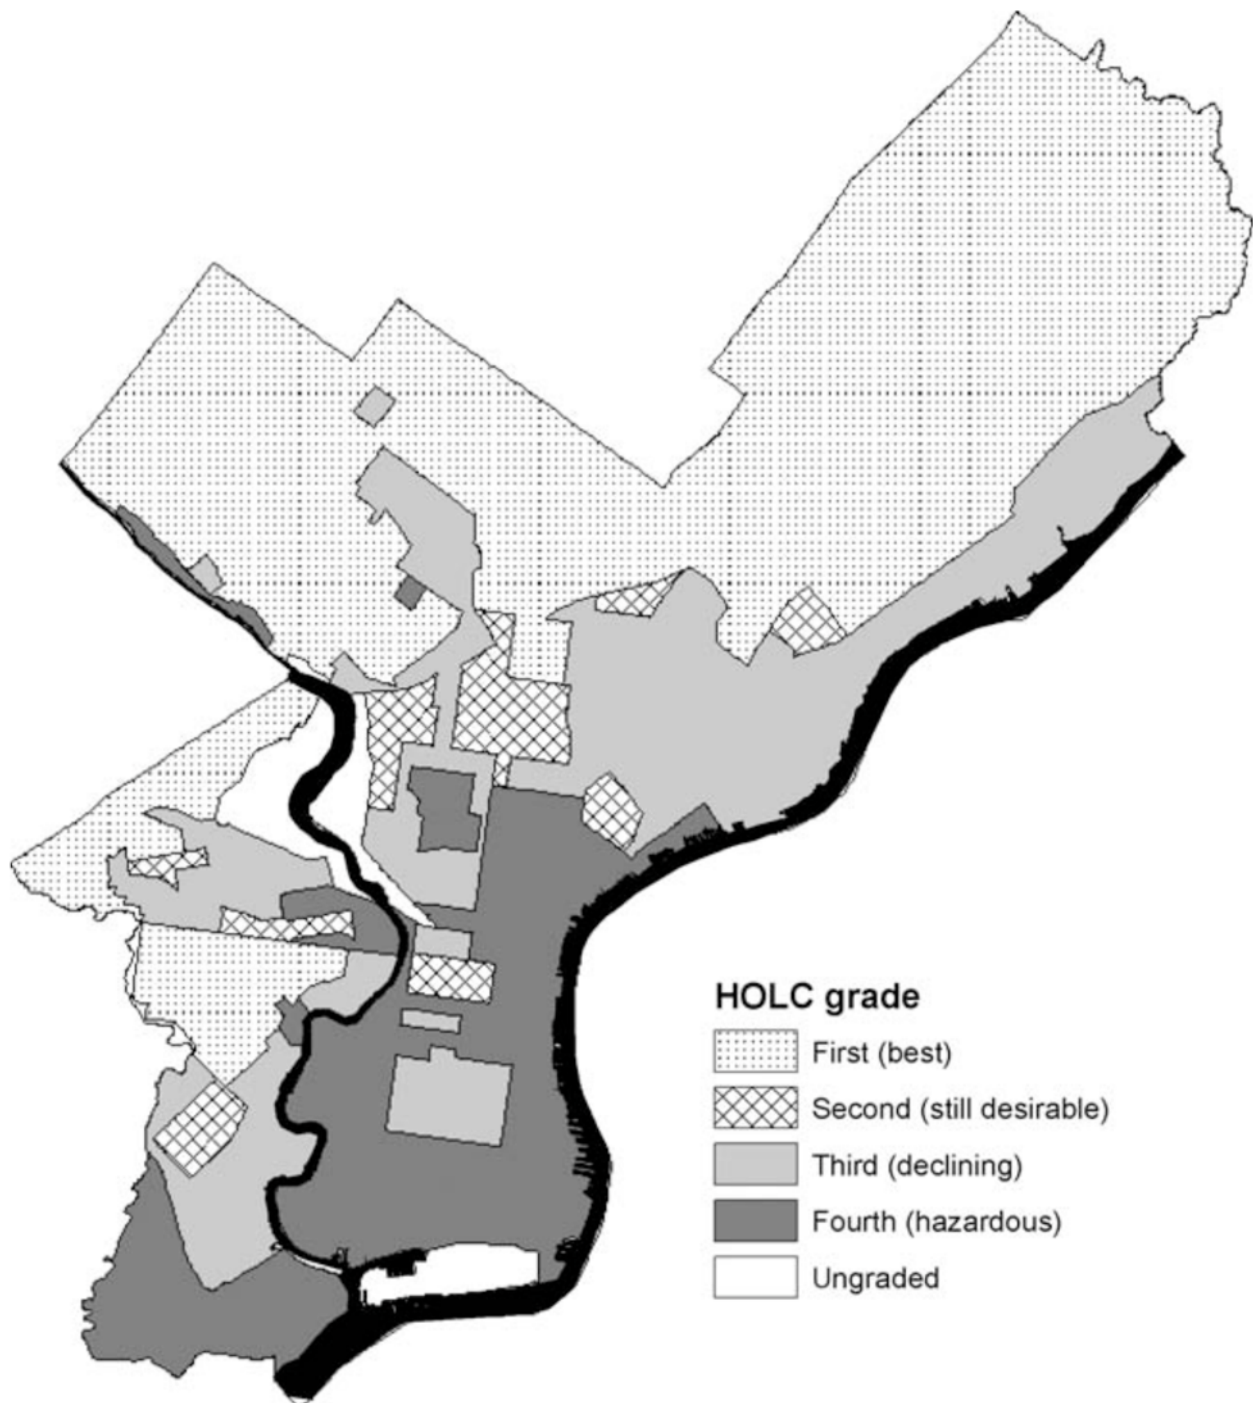 HOLC grade
First (best)
Second (still desirable)
Third (declining)
Fourth (hazardous)
Ungraded